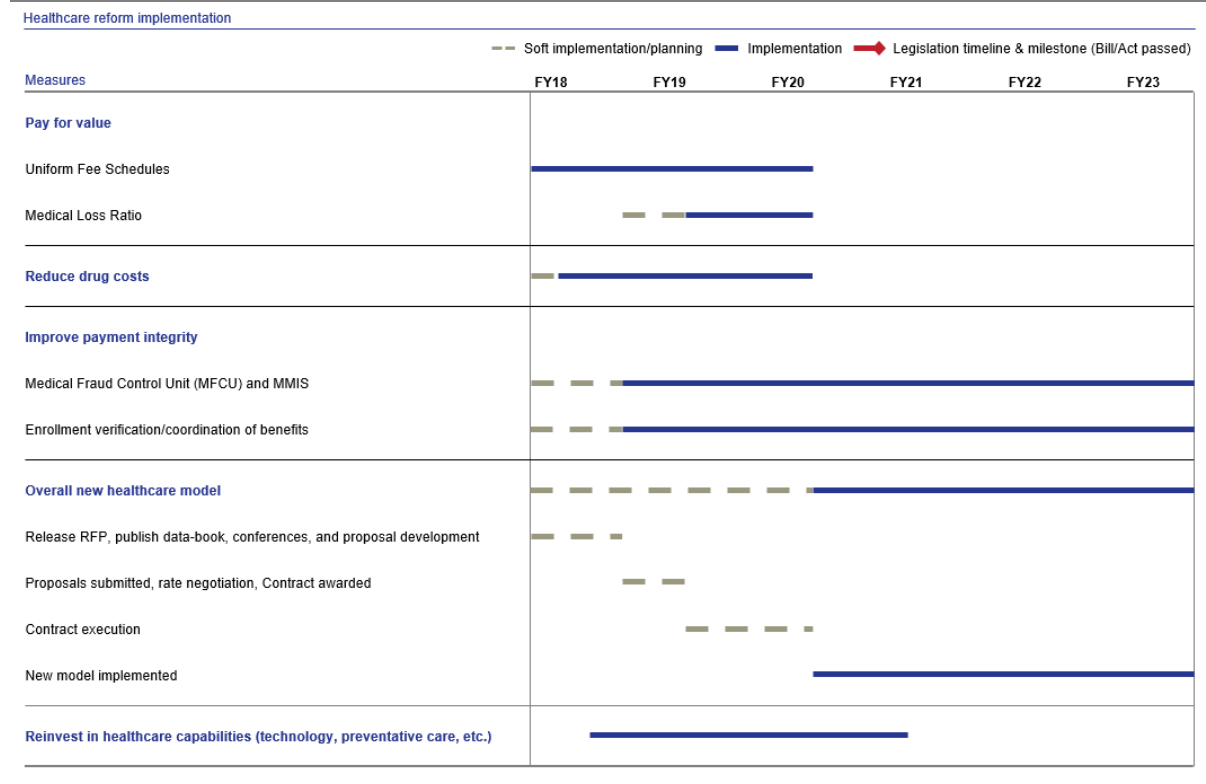 Healthcare reform implementation
Soft implementation/planning Implementation Legislation timeline & milestone (Bill/Act passed)
Measures FY18 FY19 FY20 FY21 FY22 FY23
Pay for value
Uniform Fee Schedules
Medical Loss Ratio
Reduce drug costs
Improve payment integrity
Medical Fraud Control Unit (MFCU) and MMIS
Enrollment verification/coordination of benefits
Overall new healthcare model
Release RFP, publish data-book, conferences, and proposal development
Proposals submitted, rate negotiation, Contract awarded
Contract execution
New model implemented
Reinvest in healthcare capabilities (technology, preventative care, etc.)